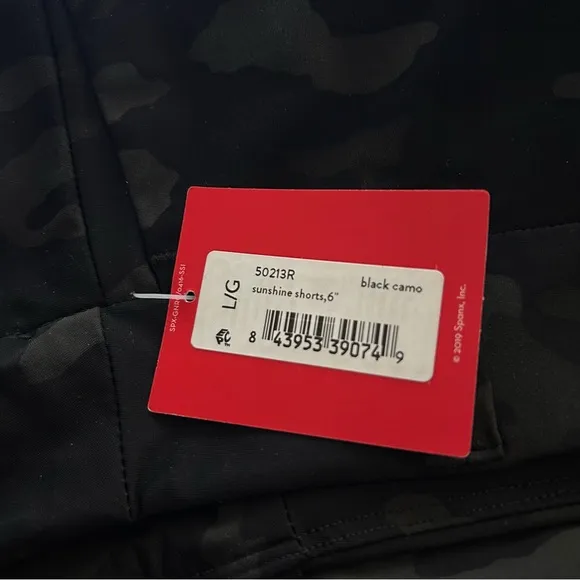 50213R
black camo
sunshine shorts,6"
L/G
8 43953 39074 9
© 2019 Spanx, Inc.